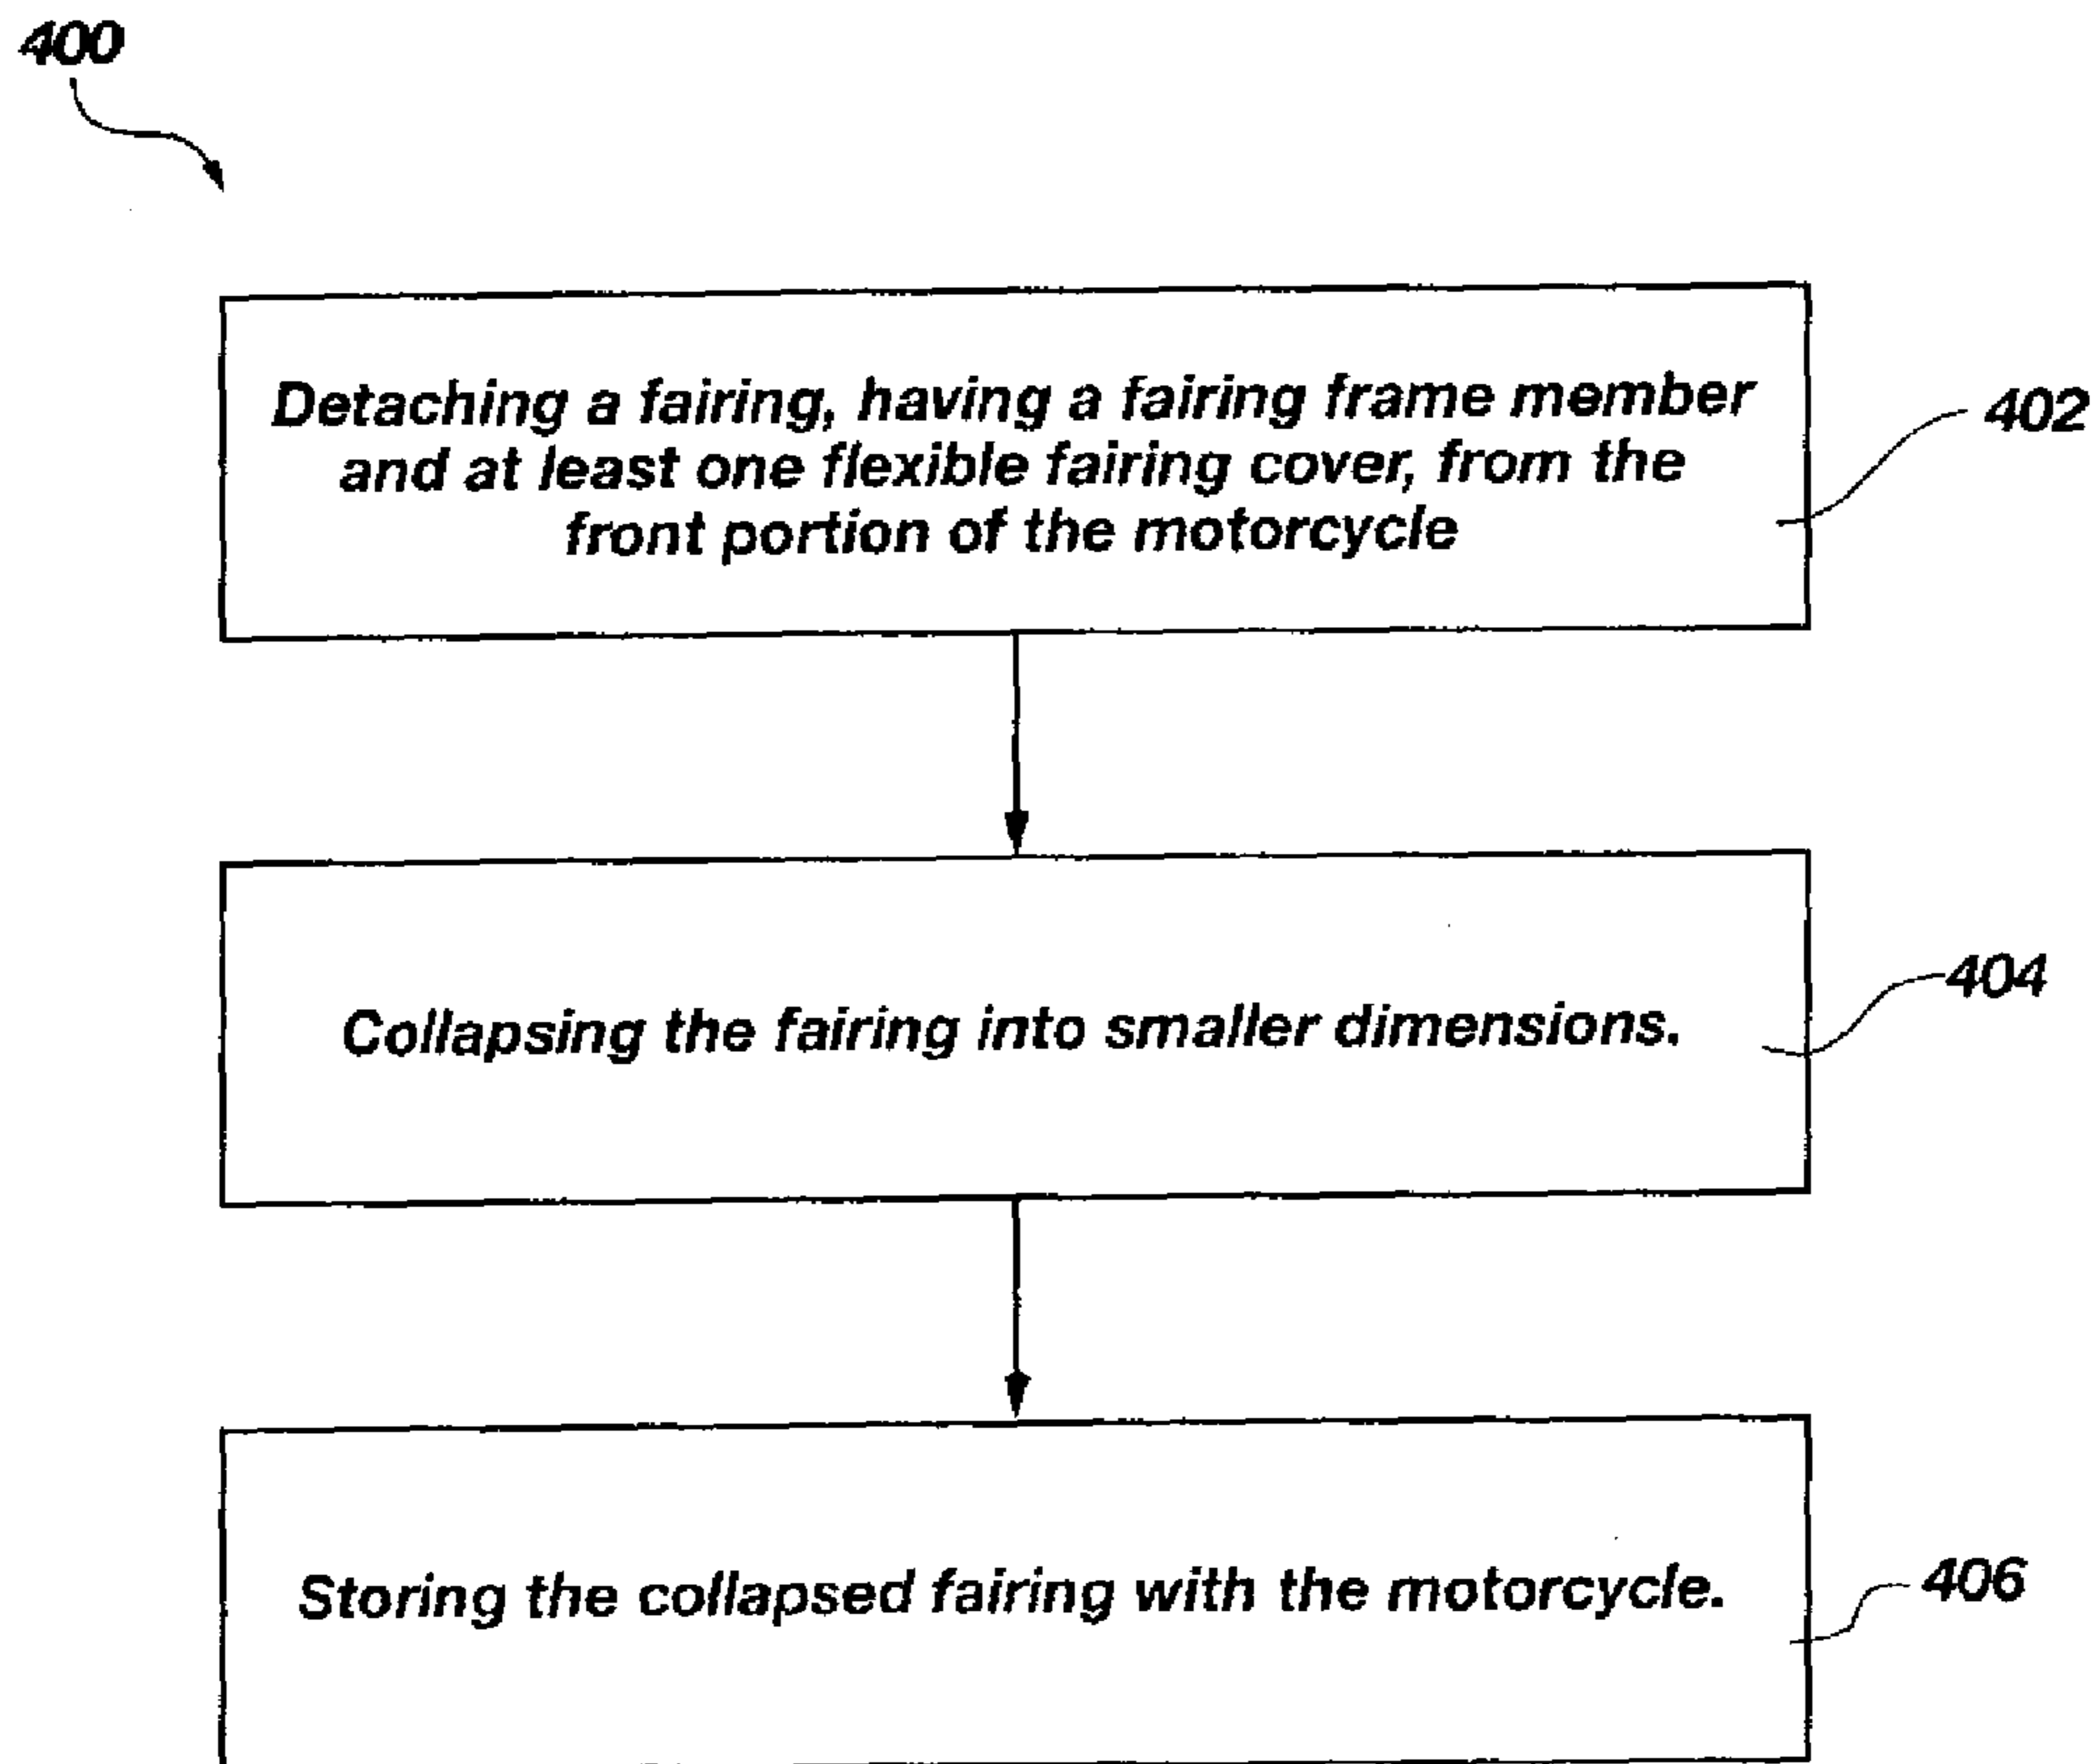 400
Detaching a fairing, having a fairing frame member
and at least one flexible fairing cover, from the
front portion of the motorcycle
402
Collapsing the fairing into smaller dimensions.
404
Storing the collapsed fairing with the motorcycle.
406